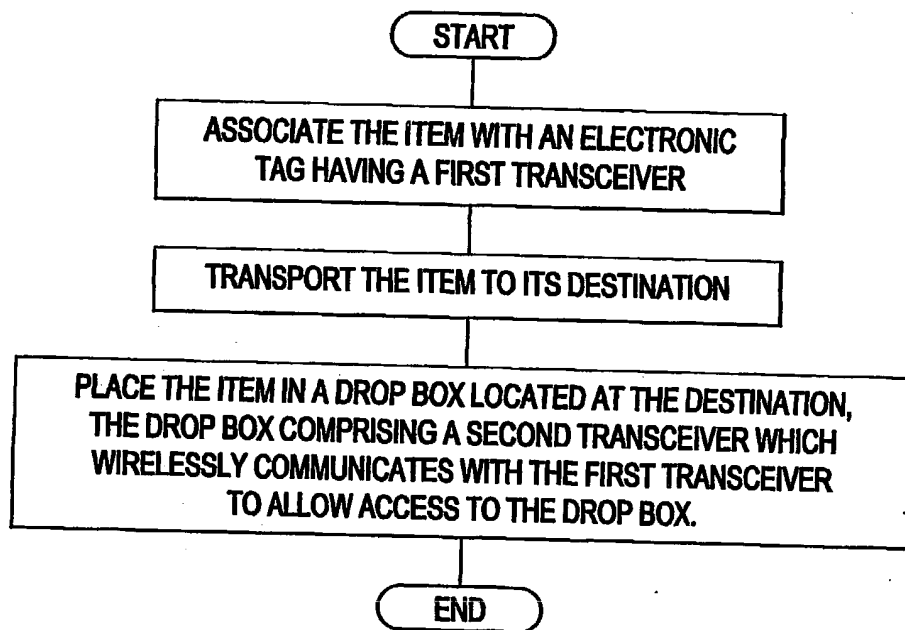 START
ASSOCIATE THE ITEM WITH AN ELECTRONIC
TAG HAVING A FIRST TRANSCEIVER
TRANSPORT THE ITEM TO ITS DESTINATION
PLACE THE ITEM IN A DROP BOX LOCATED AT THE DESTINATION,
THE DROP BOX COMPRISING A SECOND TRANSCEIVER WHICH
WIRELESSLY COMMUNICATES WITH THE FIRST TRANSCEIVER
TO ALLOW ACCESS TO THE DROP BOX.
END